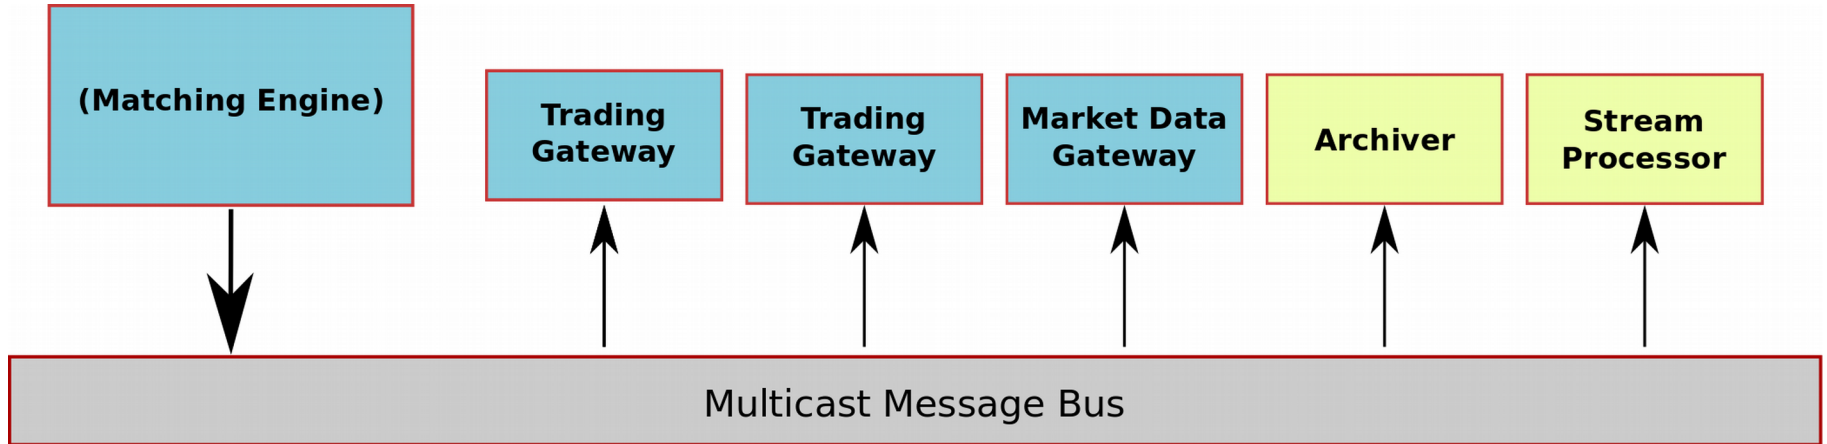 (Matching Engine)
Trading
Gateway
Trading
Gateway
Market Data
Gateway
Archiver
Stream
Processor
Multicast Message Bus